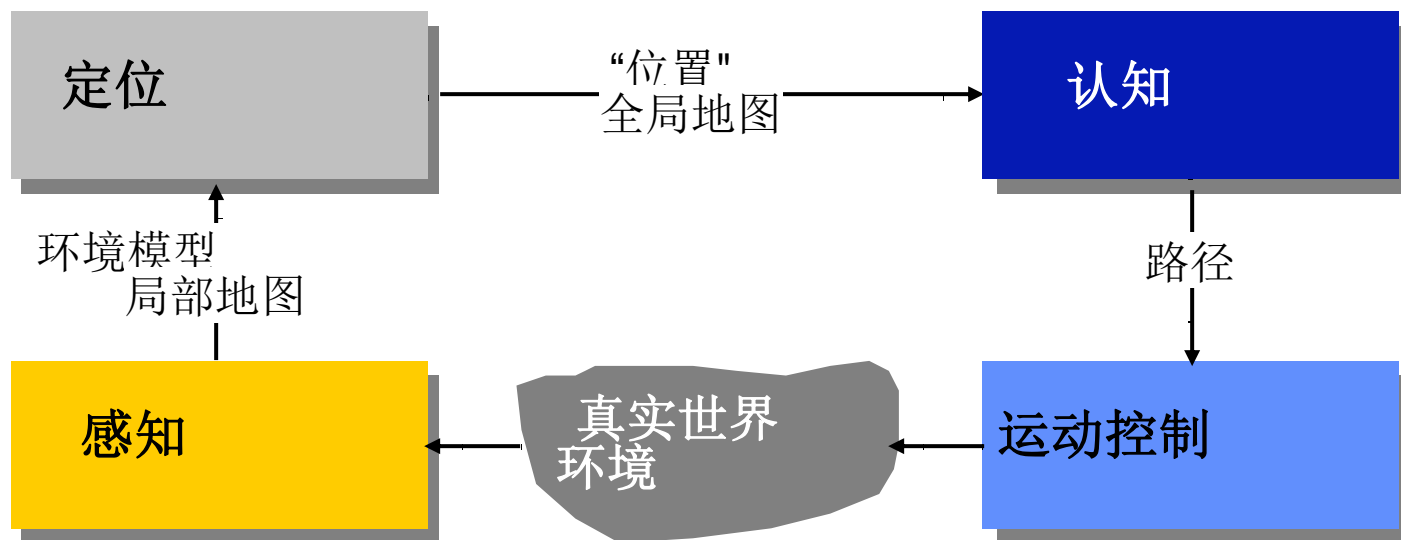 定位
“位置"
全局地图
认知
环境模型
局部地图
路径
感知
真实世界
环境
运动控制